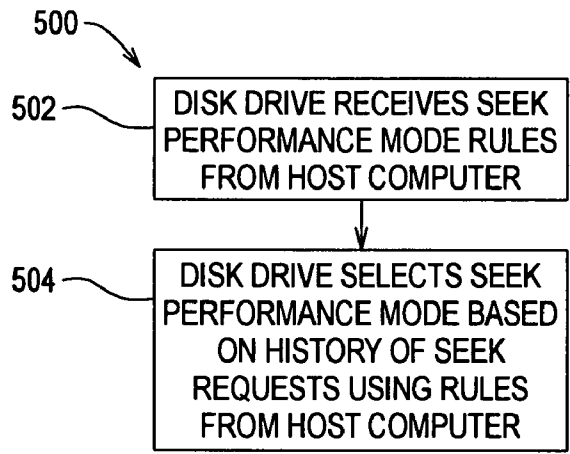 500
502
DISK DRIVE RECEIVES SEEK
PERFORMANCE MODE RULES
FROM HOST COMPUTER
504
DISK DRIVE SELECTS SEEK
PERFORMANCE MODE BASED
ON HISTORY OF SEEK
REQUESTS USING RULES
FROM HOST COMPUTER